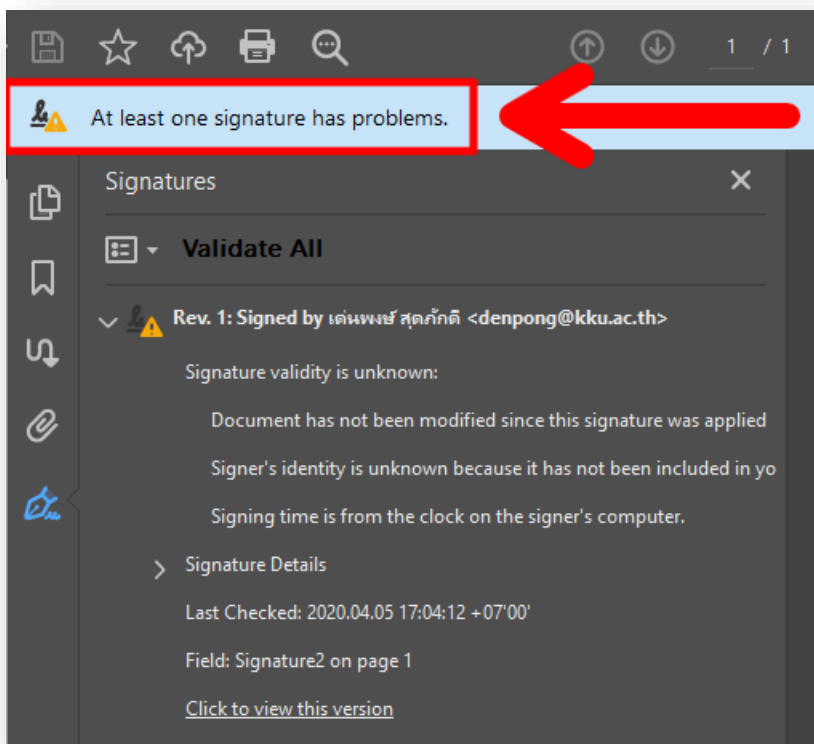 1 / 1
At least one signature has problems.
Signatures
Validate All
Rev. 1: Signed by เด่นพงษ์ สุดภักดี <denpong@kku.ac.th>
Signature validity is unknown:
Document has not been modified since this signature was applied
Signer's identity is unknown because it has not been included in yo
Signing time is from the clock on the signer's computer.
Signature Details
Last Checked: 2020.04.05 17:04:12 +07'00'
Field: Signature2 on page 1
Click to view this version